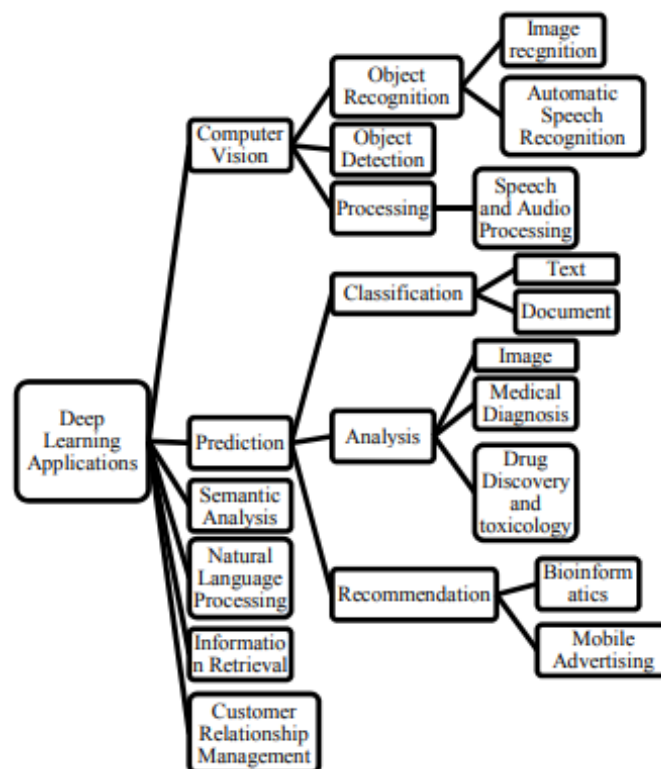 Image
recgnition
Object
Recognition
Automatic
Speech
Recognition
Computer
Vision
Object
Detection
Processing
Speech
and Audio
Processing
Classification
Text
Document
Image
Deep
Learning
Applications
Prediction
Analysis
Medical
Diagnosis
Drug
Discovery
and
toxicology
Semantic
Analysis
Natural
Language
Processing
Recommendation
Bioinform
atics
Mobile
Advertising
Informatio
n Retrieval
Customer
Relationship
Management